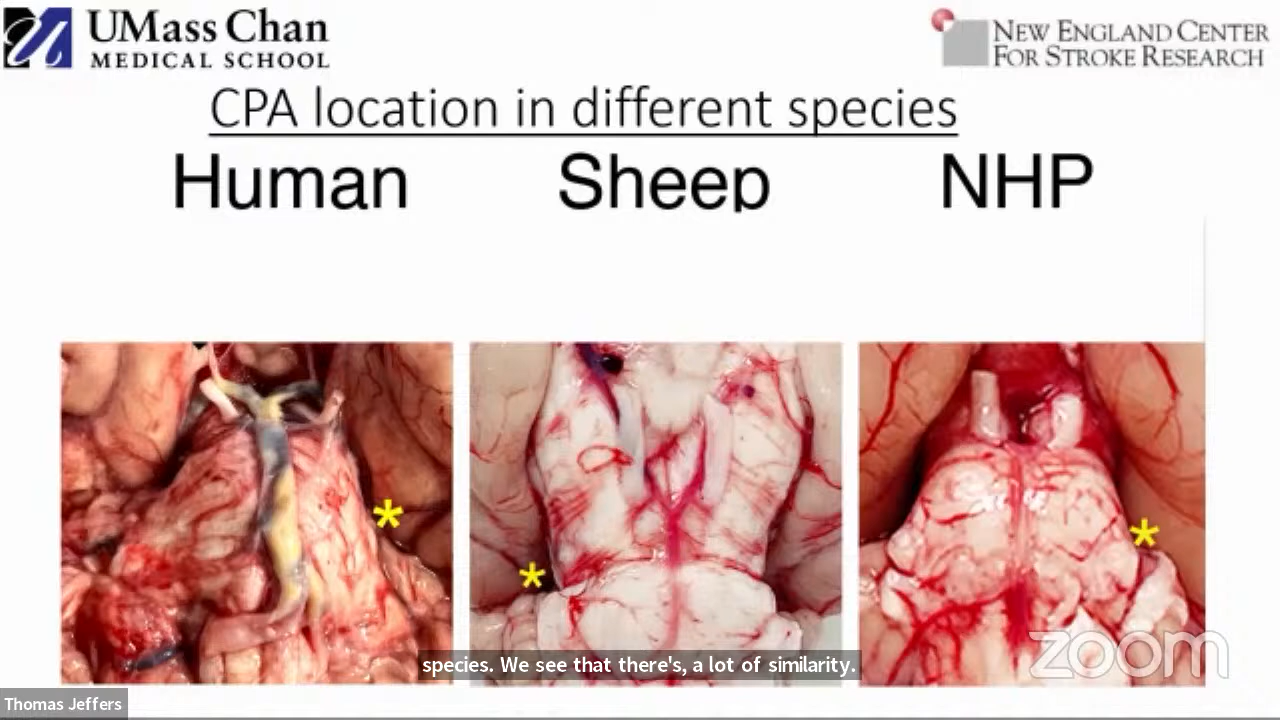 UMass Chan
MEDICAL SCHOOL
NEW ENGLAND CENTER
FOR STROKE RESEARCH
CPA location in different species
Human
Sheep
NHP
*
*
*
zoom
species. We see that there's, a lot of similarity.
Thomas Jeffers